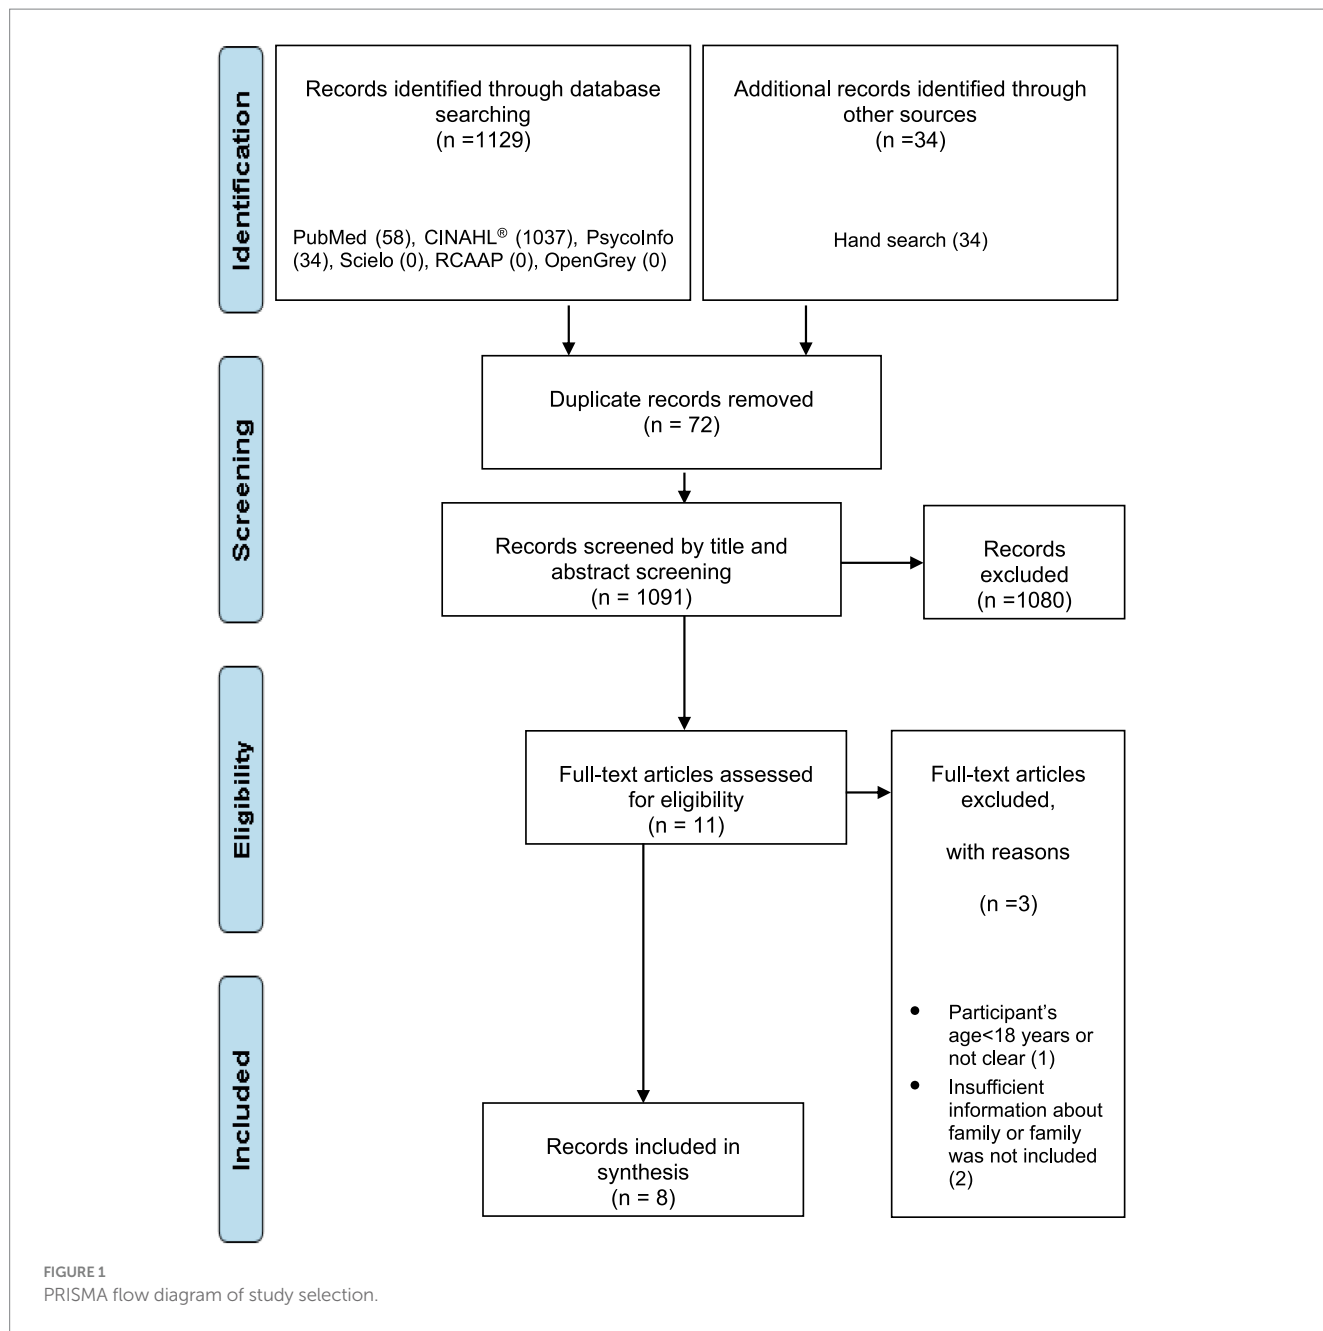 Identification
Records identified through database
searching
(n =1129)
PubMed (58), CINAHL® (1037), PsycoInfo
(34), Scielo (0), RCAAP (0), OpenGrey (0)
Additional records identified through
other sources
(n =34)
Hand search (34)
Screening
Duplicate records removed
(n = 72)
Records screened by title and
abstract screening
(n = 1091)
Records
excluded
(n =1080)
Eligibility
Full-text articles assessed
for eligibility
(n = 11)
Full-text articles
excluded,
with reasons
(n =3)
• Participant’s
age<18 years or
not clear (1)
• Insufficient
information about
family or family
was not included
(2)
Included
Records included in
synthesis
(n = 8)
FIGURE 1
PRISMA flow diagram of study selection.